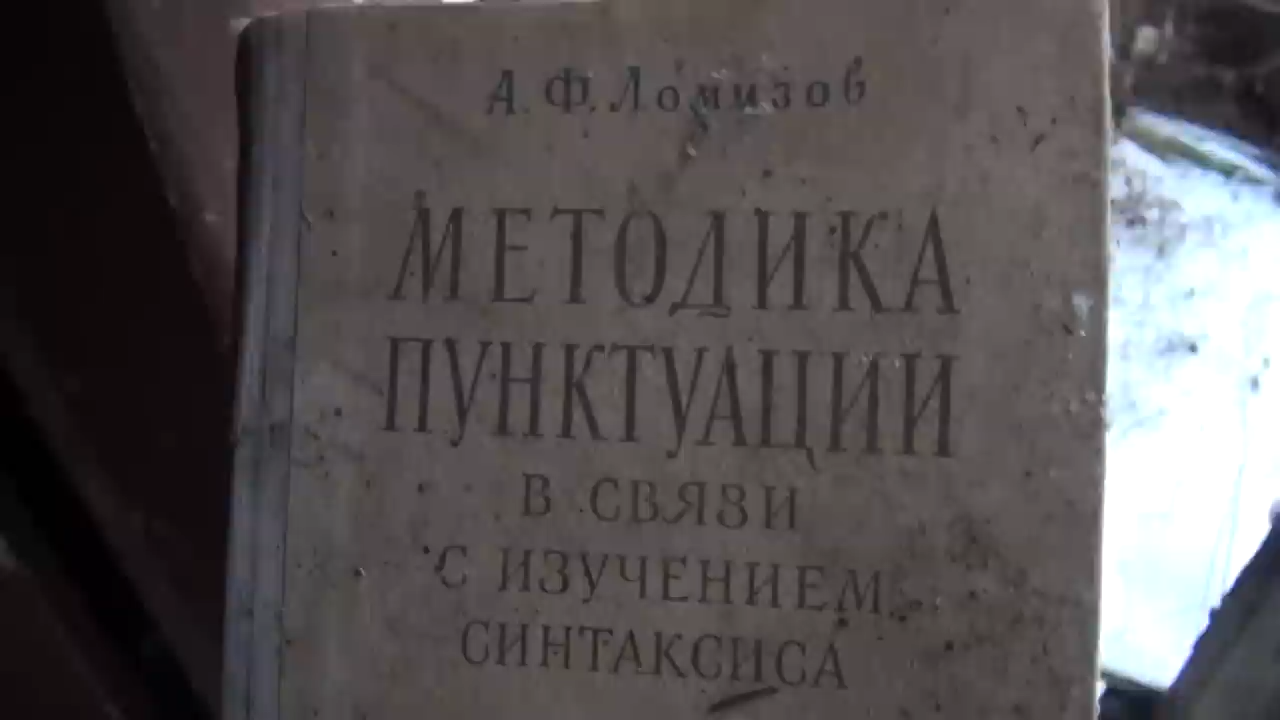 А. Ф. Ломизов
МЕТОДИКА
ПУНКТУАЦИИ
В СВЯЗИ
С ИЗУЧЕНИЕМ
СИНТАКСИСА